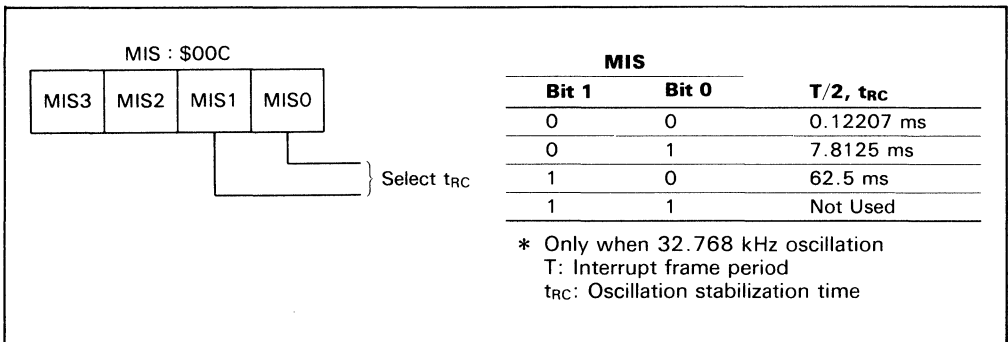 MIS : $00C
MIS3 MIS2 MIS1 MIS0
Select tRC
MIS
Bit 1 Bit 0 T/2, tRC
0 0 0.12207 ms
0 1 7.8125 ms
1 0 62.5 ms
1 1 Not Used
* Only when 32.768 kHz oscillation
T: Interrupt frame period
tRC: Oscillation stabilization time